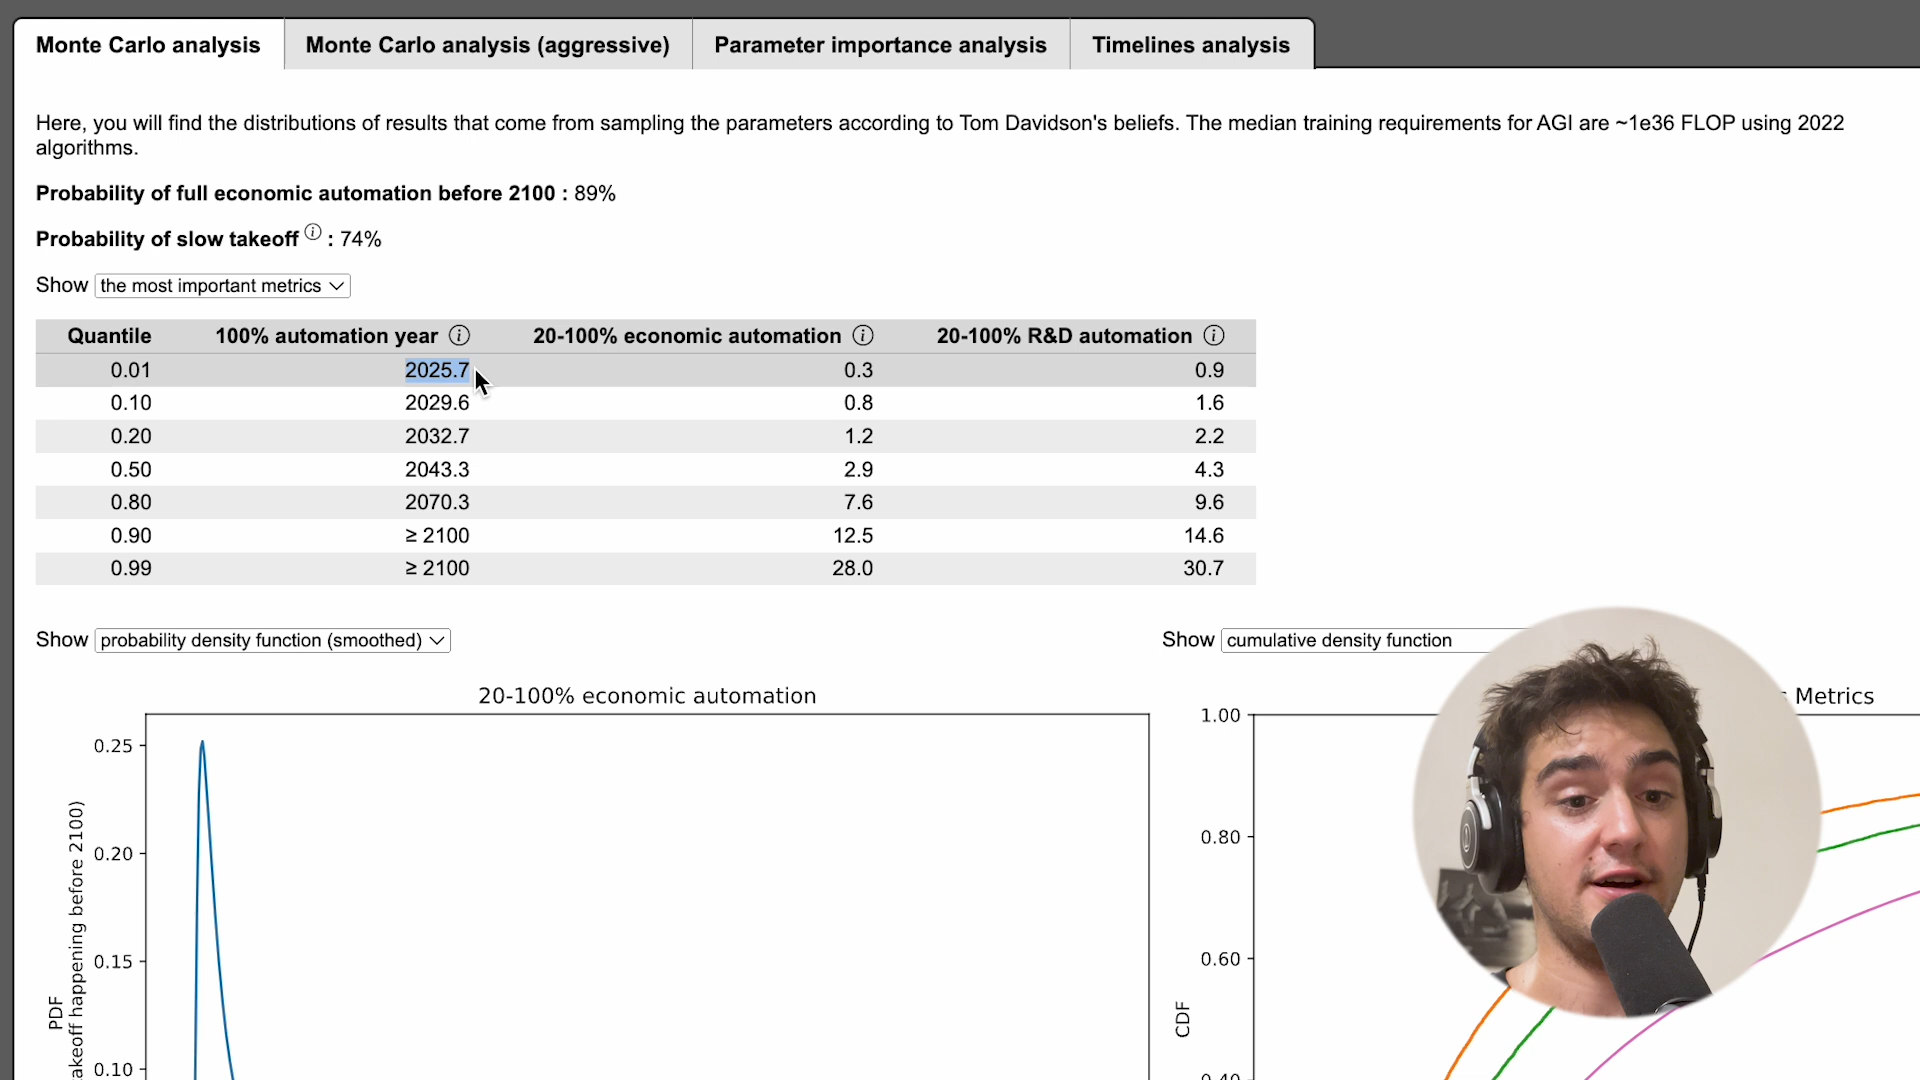 Monte Carlo analysis
Monte Carlo analysis (aggressive)
Parameter importance analysis
Timelines analysis
Here, you will find the distributions of results that come from sampling the parameters according to Tom Davidson's beliefs. The median training requirements for AGI are ~1e36 FLOP using 2022
algorithms.
Probability of full economic automation before 2100 : 89%
Probability of slow takeoff ⓘ : 74%
Show the most important metrics
Quantile 100% automation year ⓘ 20-100% economic automation ⓘ 20-100% R&D automation ⓘ
0.01 2025.7 0.3 0.9
0.10 2029.6 0.8 1.6
0.20 2032.7 1.2 2.2
0.50 2043.3 2.9 4.3
0.80 2070.3 7.6 9.6
0.90 ≥ 2100 12.5 14.6
0.99 ≥ 2100 28.0 30.7
Show probability density function (smoothed)
20-100% economic automation
0.25
0.20
0.15
0.10
PDF
takeoff happening before 2100)
Show cumulative density function
Metrics
1.00
0.80
0.60
0.40
CDF